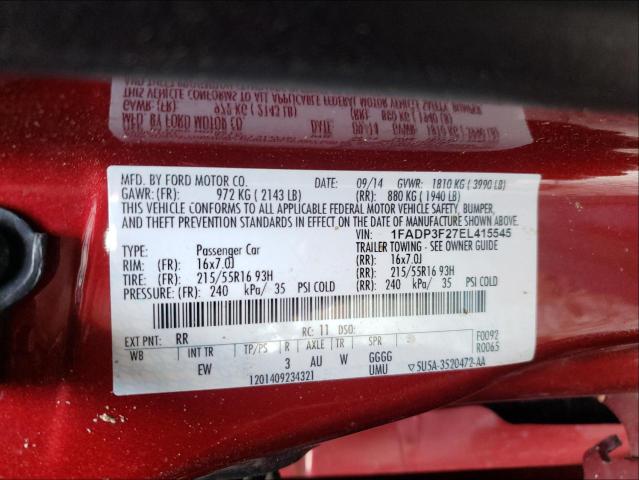 MFD. BY FORD MOTOR CO. DATE: 09/14 GVWR: 1810 KG ( 3990 LB)
GAWR: (FR): 972 KG ( 2143 LB) (RR): 880 KG ( 1940 LB)
THIS VEHICLE CONFORMS TO ALL APPLICABLE FEDERAL MOTOR VEHICLE SAFETY, BUMPER,
AND THEFT PREVENTION STANDARDS IN EFFECT ON THE DATE OF MANUFACTURE SHOWN ABOVE.
VIN: 1FADP3F27EL415545
TYPE: Passenger Car TRAILER TOWING - SEE OWNER GUIDE
RIM: (FR): 16x7.0J (RR): 16x7.0J
TIRE: (FR): 215/55R16 93H (RR): 215/55R16 93H
PRESSURE: (FR): 240 kPa/ 35 PSI COLD (RR): 240 kPa/ 35 PSI COLD
EXT PNT: RR RC: 11 DSO: F0092
WB INT TR TP/PS R AXLE TR SPR R0065
EW 3 AU W GGGG
UMU
1201409234321 5U5A-3520472-AA